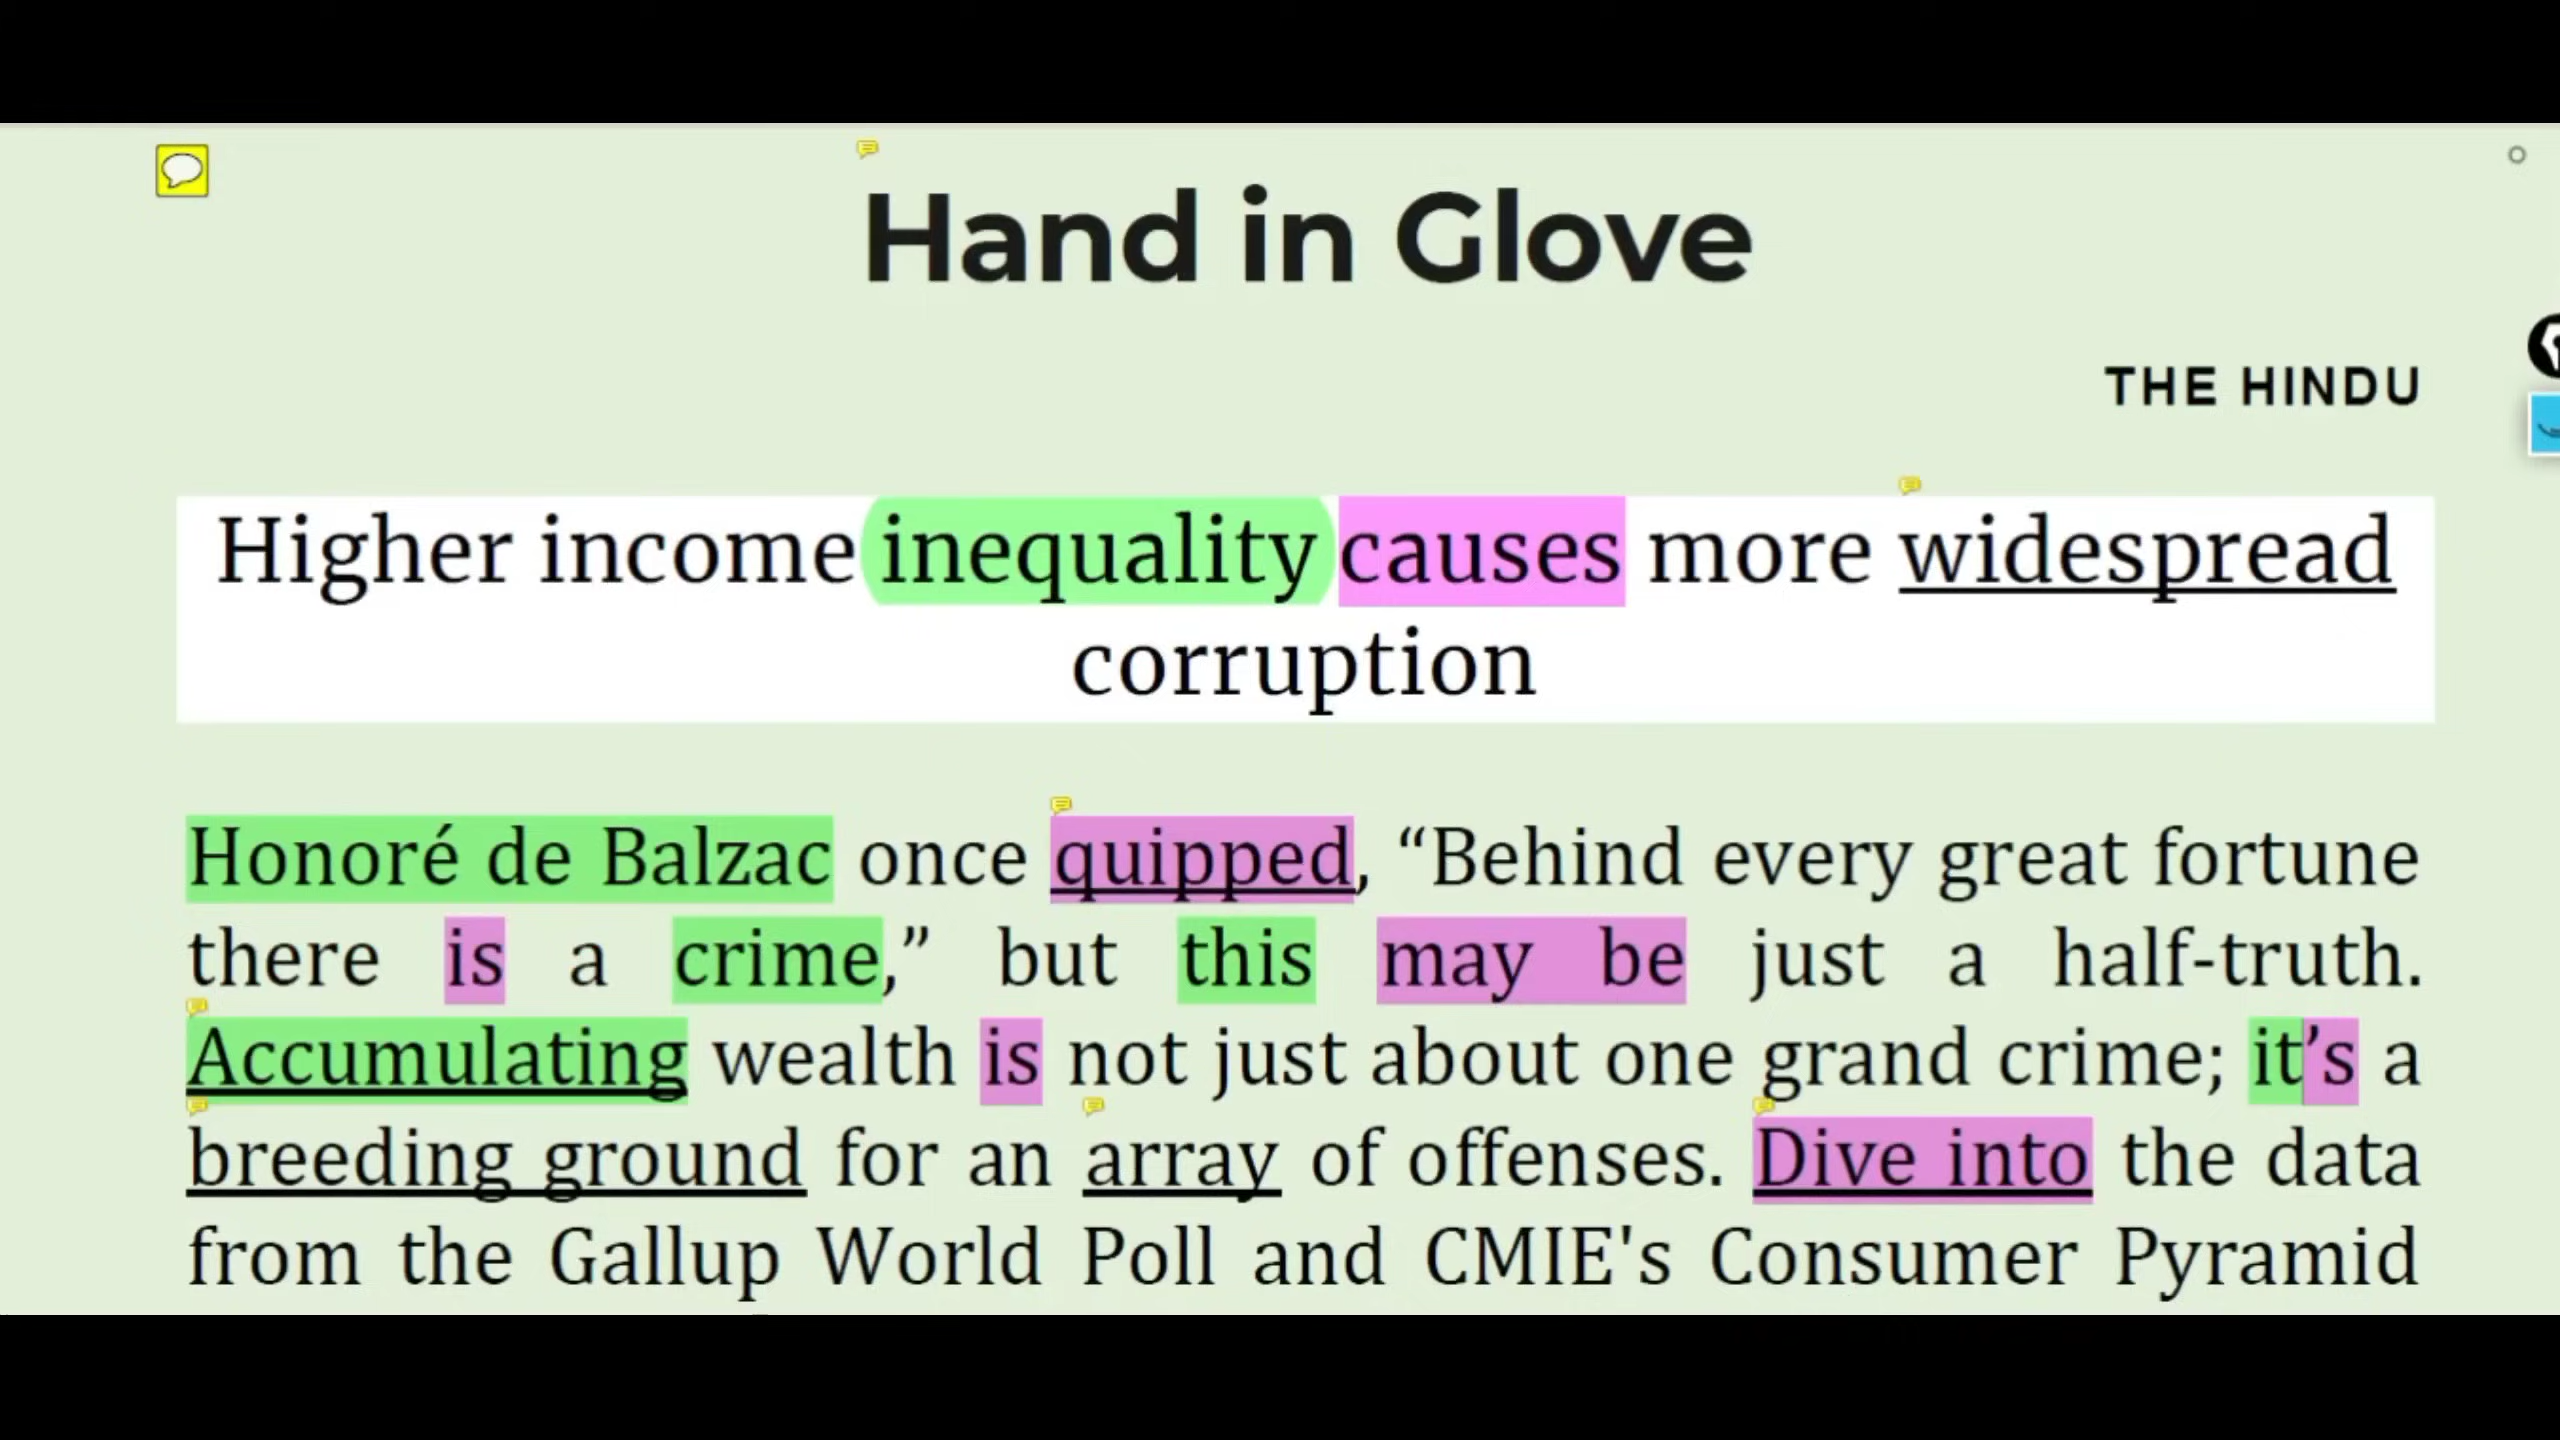 Hand in Glove
THE HINDU
Higher income inequality causes more widespread
corruption
Honoré de Balzac once quipped, “Behind every great fortune
there is a crime,” but this may be just a half-truth.
Accumulating wealth is not just about one grand crime; it’s a
breeding ground for an array of offenses. Dive into the data
from the Gallup World Poll and CMIE's Consumer Pyramid